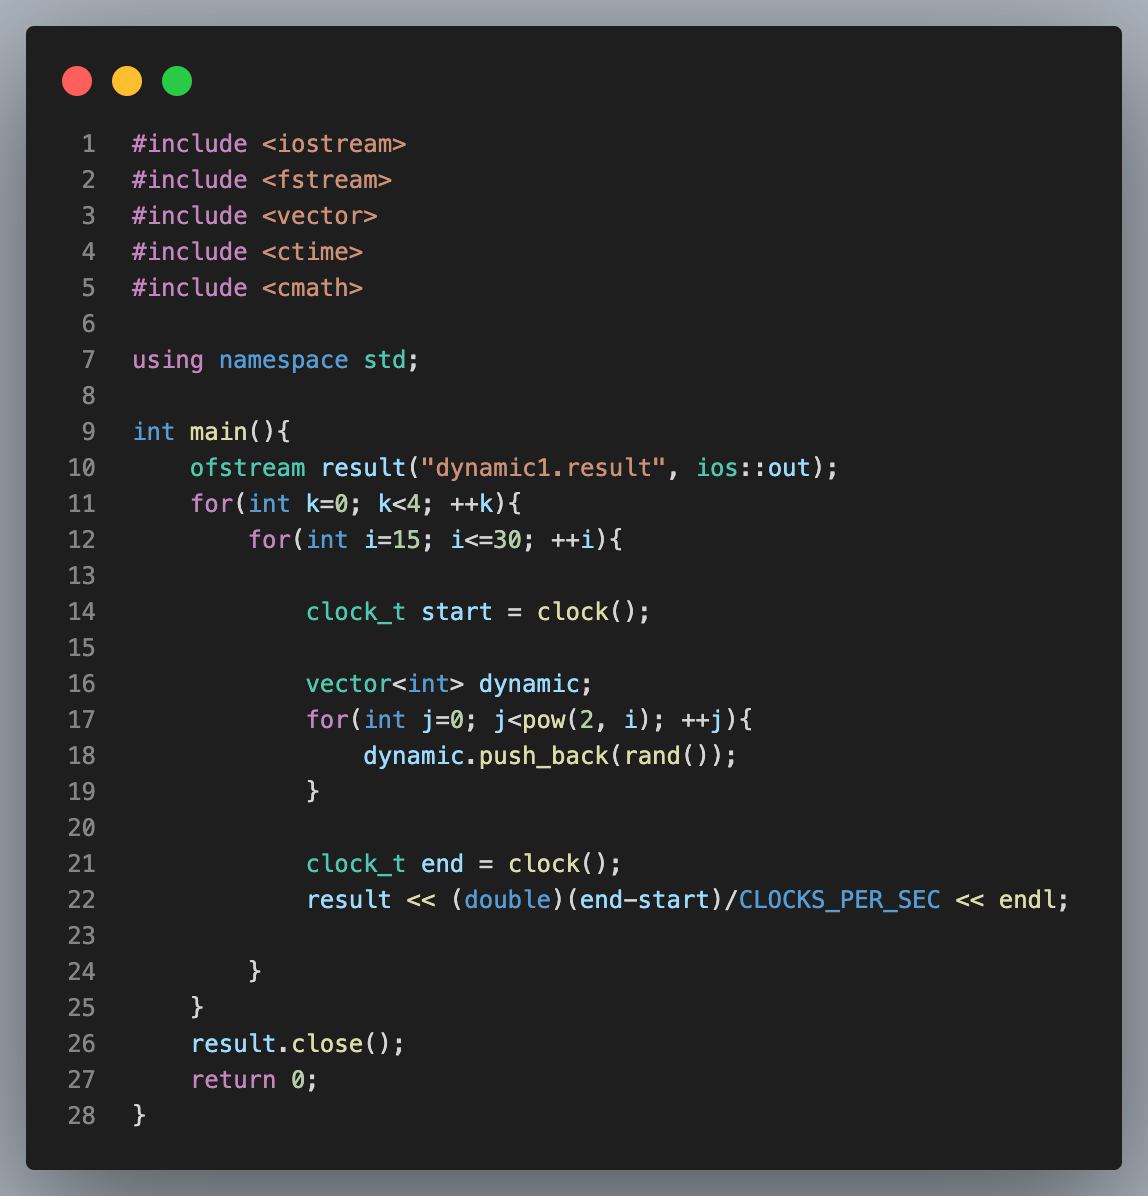 1 #include <iostream>
2 #include <fstream>
3 #include <vector>
4 #include <ctime>
5 #include <cmath>
6
7 using namespace std;
8
9 int main(){
10     ofstream result("dynamic1.result", ios::out);
11     for(int k=0; k<4; ++k){
12         for(int i=15; i<=30; ++i){
13
14             clock_t start = clock();
15
16             vector<int> dynamic;
17             for(int j=0; j<pow(2, i); ++j){
18                 dynamic.push_back(rand());
19             }
20
21             clock_t end = clock();
22             result << (double)(end-start)/CLOCKS_PER_SEC << endl;
23
24         }
25     }
26     result.close();
27     return 0;
28 }